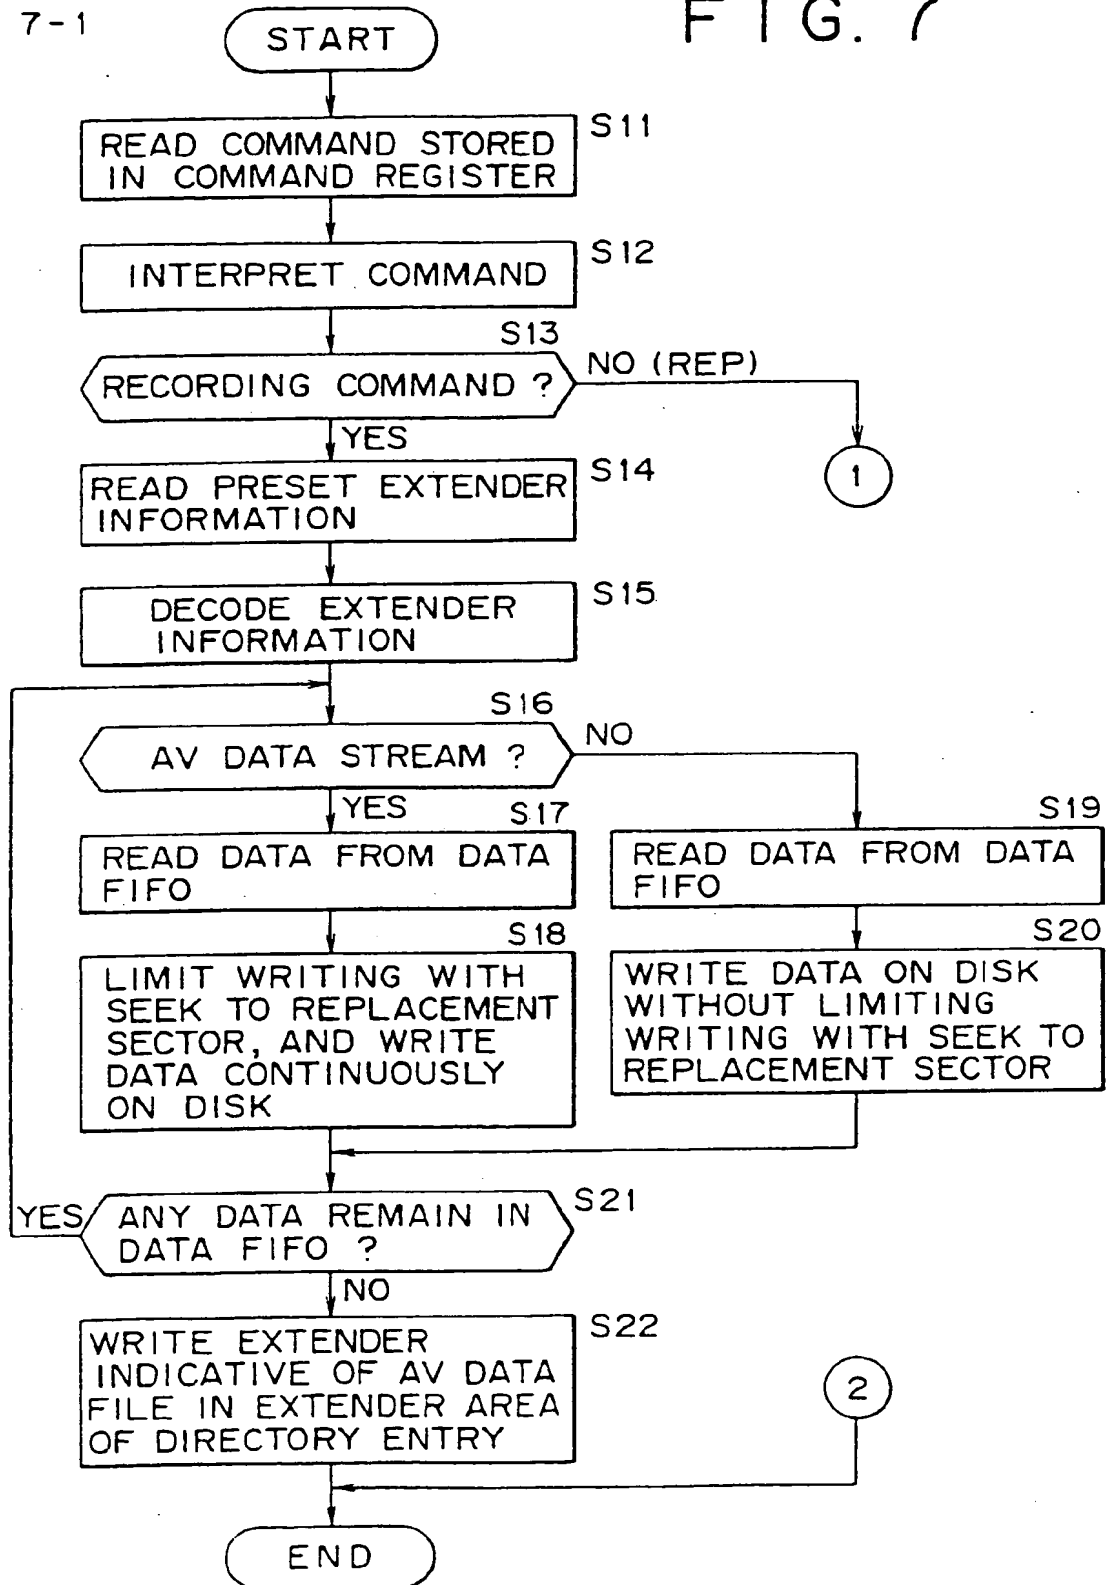 7-1
FIG. 7
START
S11
READ COMMAND STORED
IN COMMAND REGISTER
S12
INTERPRET COMMAND
S13
RECORDING COMMAND ?
NO (REP)
1
YES
S14
READ PRESET EXTENDER
INFORMATION
S15
DECODE EXTENDER
INFORMATION
S16
AV DATA STREAM ?
NO
YES
S17
READ DATA FROM DATA
FIFO
S19
READ DATA FROM DATA
FIFO
S18
LIMIT WRITING WITH
SEEK TO REPLACEMENT
SECTOR, AND WRITE
DATA CONTINUOUSLY
ON DISK
S20
WRITE DATA ON DISK
WITHOUT LIMITING
WRITING WITH SEEK TO
REPLACEMENT SECTOR
S21
YES
ANY DATA REMAIN IN
DATA FIFO ?
NO
S22
WRITE EXTENDER
INDICATIVE OF AV DATA
FILE IN EXTENDER AREA
OF DIRECTORY ENTRY
2
END